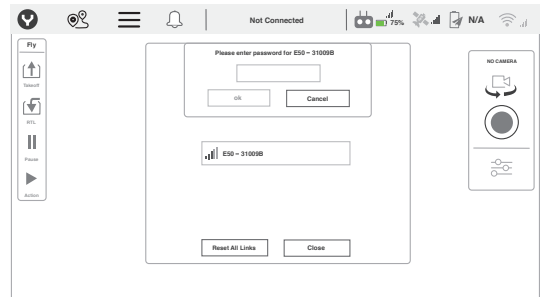 Not Connected
75%
N/A
Fly
Takeoff
RTL
Pause
Action
Please enter password for E50 – 31009B
ok
Cancel
E50 – 31009B
Reset All Links
Close
NO CAMERA